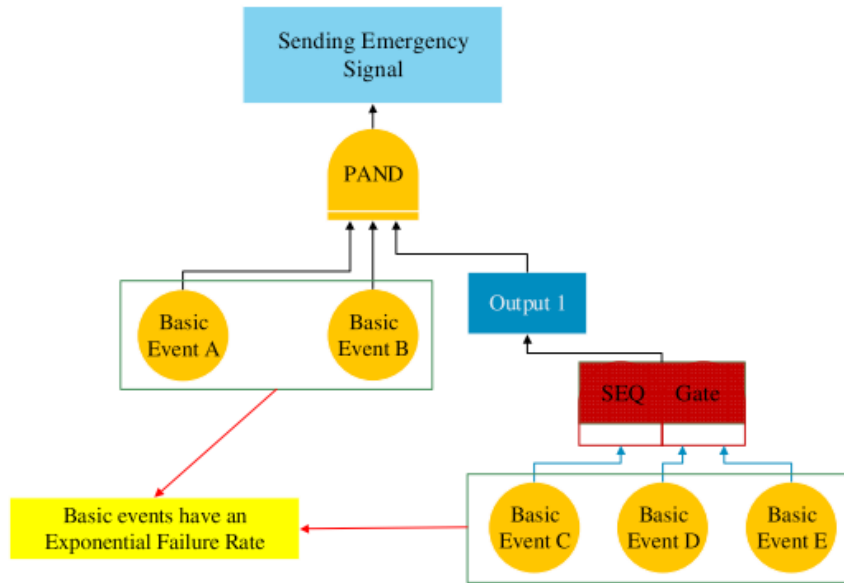 Sending Emergency
Signal
PAND
Basic
Event A
Basic
Event B
Output 1
SEQ Gate
Basic
Event C
Basic
Event D
Basic
Event E
Basic events have an
Exponential Failure Rate